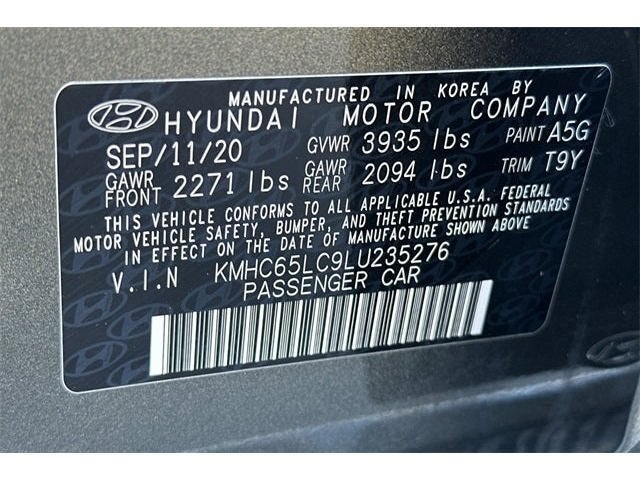 MANUFACTURED IN KOREA BY
HYUNDAI MOTOR COMPANY
SEP/11/20 GVWR 3935 lbs PAINT A5G
GAWR FRONT 2271 lbs GAWR REAR 2094 lbs TRIM T9Y
THIS VEHICLE CONFORMS TO ALL APPLICABLE U.S.A. FEDERAL
MOTOR VEHICLE SAFETY, BUMPER, AND THEFT PREVENTION STANDARDS
IN EFFECT ON THE DATE OF MANUFACTURE SHOWN ABOVE.
V.I.N KMHC65LC9LU235276
PASSENGER CAR